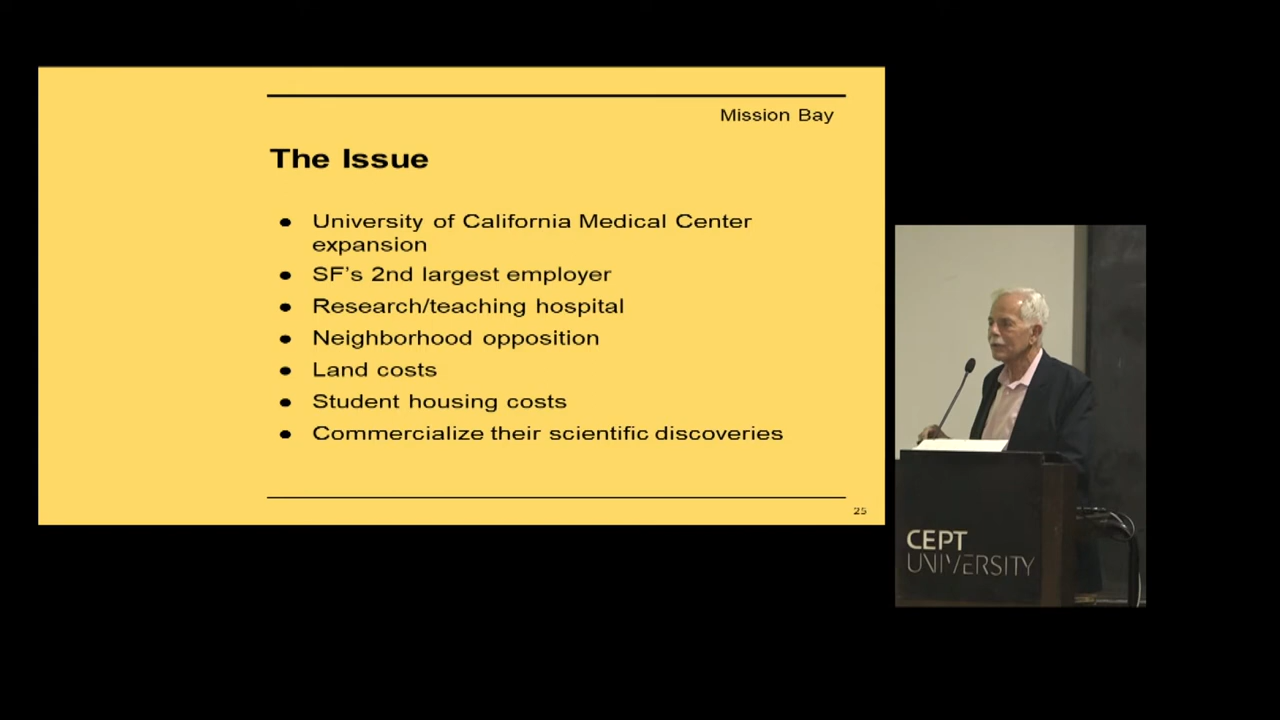 Mission Bay
The Issue
● University of California Medical Center
expansion
● SF's 2nd largest employer
● Research/teaching hospital
● Neighborhood opposition
● Land costs
● Student housing costs
● Commercialize their scientific discoveries
25
CEPT
UNIVERSITY